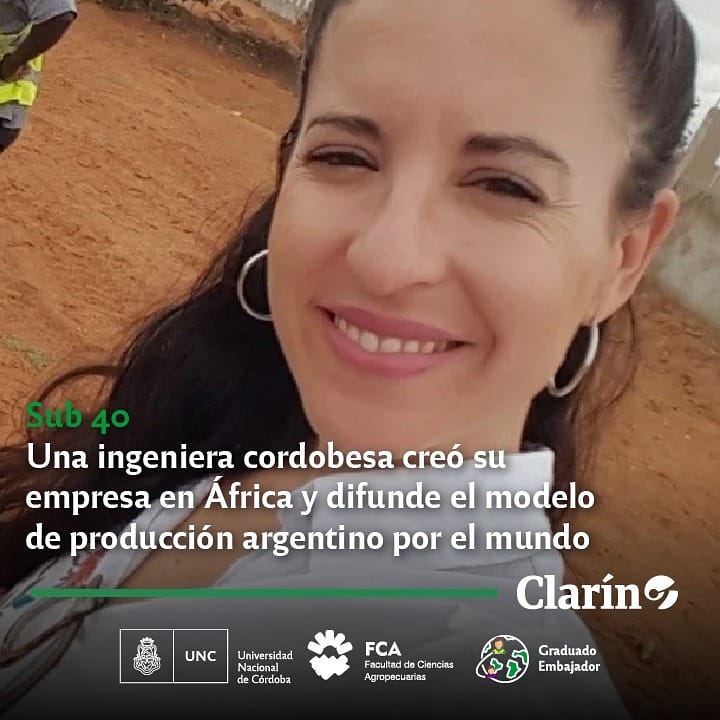 Sub 40
Una ingeniera cordobesa creó su
empresa en África y difunde el modelo
de producción argentino por el mundo
Clarín
UNC
Universidad
Nacional
de Córdoba
FCA
Facultad de Ciencias
Agropecuarias
Graduado
Embajador